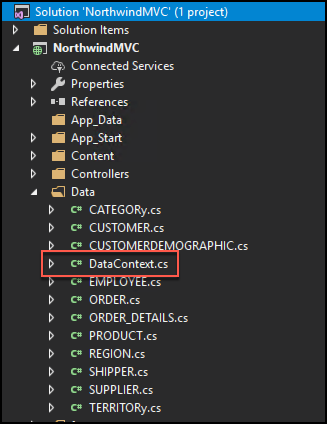 Solution 'NorthwindMVC' (1 project)
Solution Items
NorthwindMVC
Connected Services
Properties
References
App_Data
App_Start
Content
Controllers
Data
C# CATEGORy.cs
C# CUSTOMER.cs
C# CUSTOMERDEMOGRAPHIC.cs
C# DataContext.cs
C# EMPLOYEE.cs
C# ORDER.cs
C# ORDER_DETAILS.cs
C# PRODUCT.cs
C# REGION.cs
C# SHIPPER.cs
C# SUPPLIER.cs
C# TERRITORy.cs